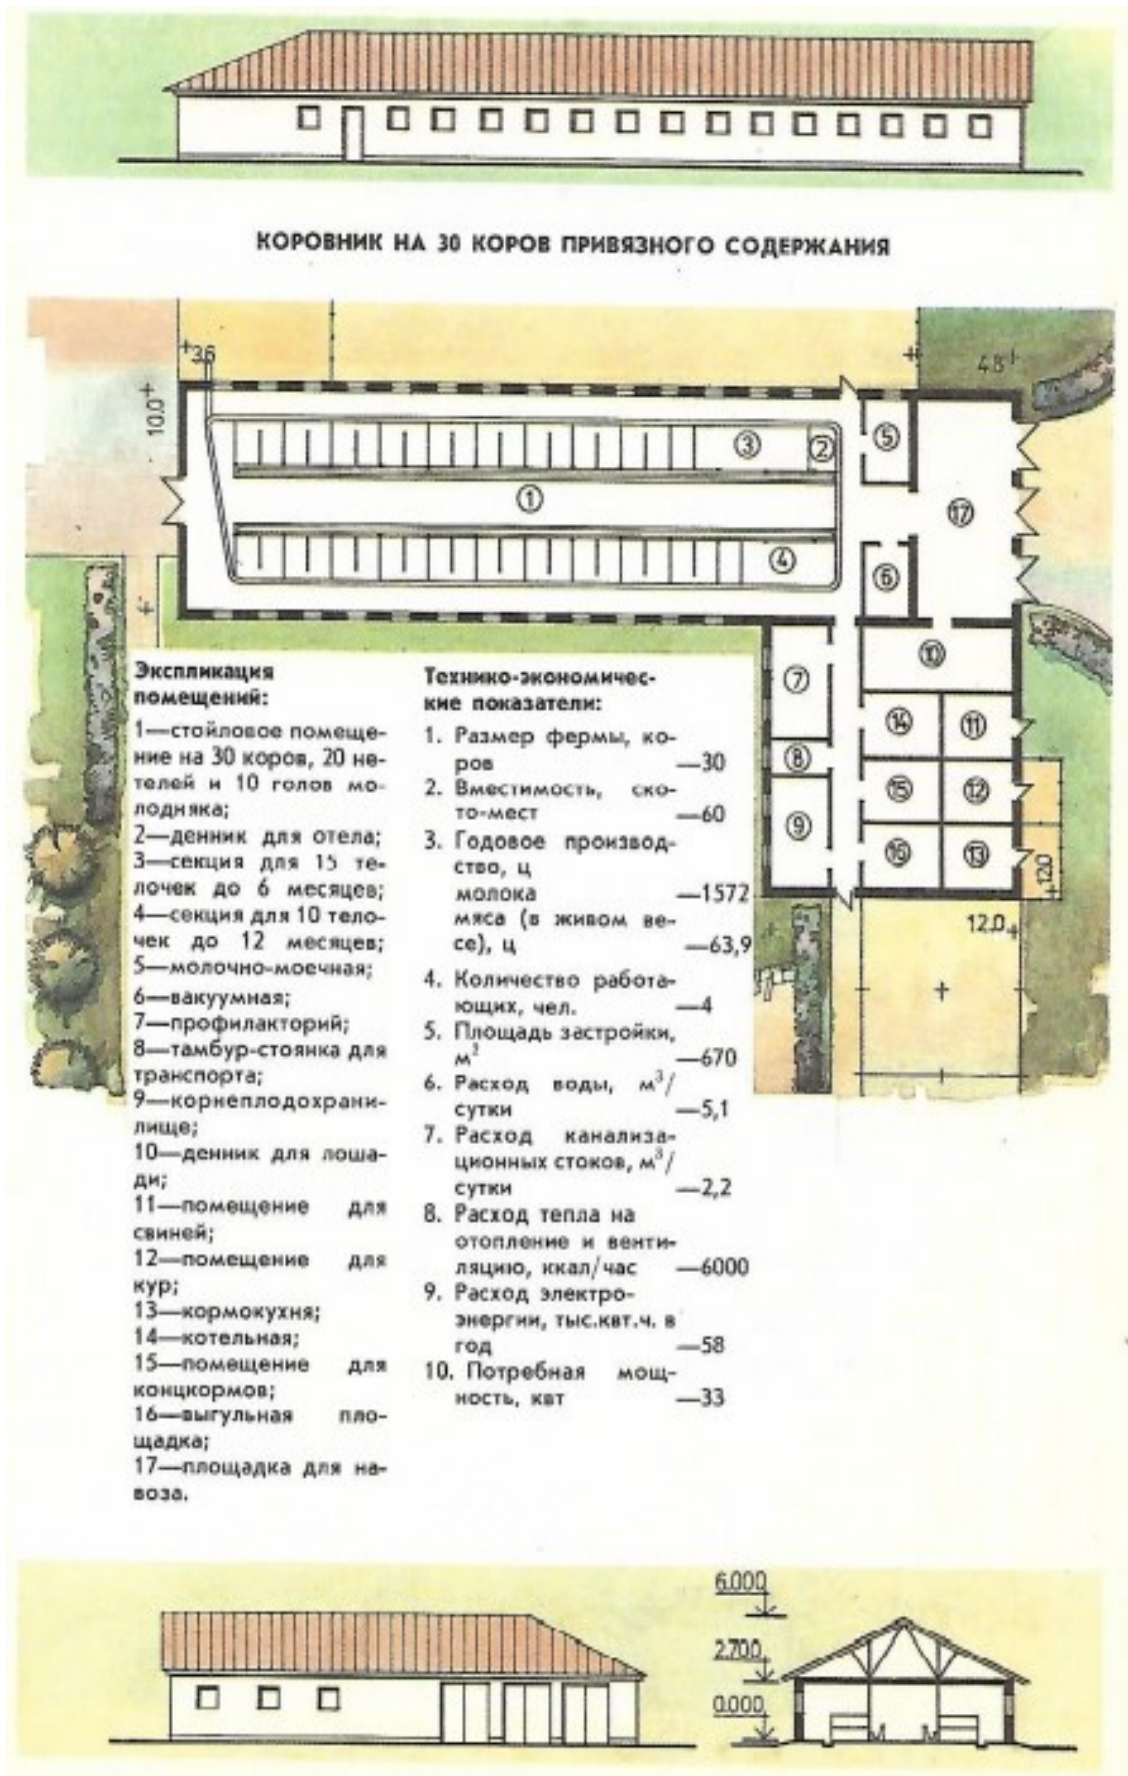 КОРОВНИК НА 30 КОРОВ ПРИВЯЗНОГО СОДЕРЖАНИЯ
36
48
10.0
3
2
5
1
17
4
6
10
7
14
11
8
15
12
9
16
13
12.0
12.0
Экспликация
помещений:
1—стойловое помеще-
ние на 30 коров, 20 не-
телей и 10 голов мо-
лодняка;
2—денник для отела;
3—секция для 15 те-
лочек до 6 месяцев;
4—секция для 10 тело-
чек до 12 месяцев;
5—молочно-моечная;
6—вакуумная;
7—профилакторий;
8—тамбур-стоянка для
транспорта;
9—корнеплодохрани-
лище;
10—денник для лоша-
ди;
11—помещение для
свиней;
12—помещение для
кур;
13—кормокухня;
14—котельная;
15—помещение для
концкормов;
16—выгульная пло-
щадка;
17—площадка для на-
воза.
Технико-экономичес-
кие показатели:
1. Размер фермы, ко-
ров —30
2. Вместимость, ско-
то-мест —60
3. Годовое производ-
ство, ц
молока —1572
мяса (в живом ве-
се), ц —63,9
4. Количество работа-
ющих, чел. —4
5. Площадь застройки,
м² —670
6. Расход воды, м³/
сутки —5,1
7. Расход канализа-
ционных стоков, м³/
сутки —2,2
8. Расход тепла на
отопление и венти-
ляцию, ккал/час —6000
9. Расход электро-
энергии, тыс.квт.ч. в
год —58
10. Потребная мощ-
ность, квт —33
6.000
2.700
0.000